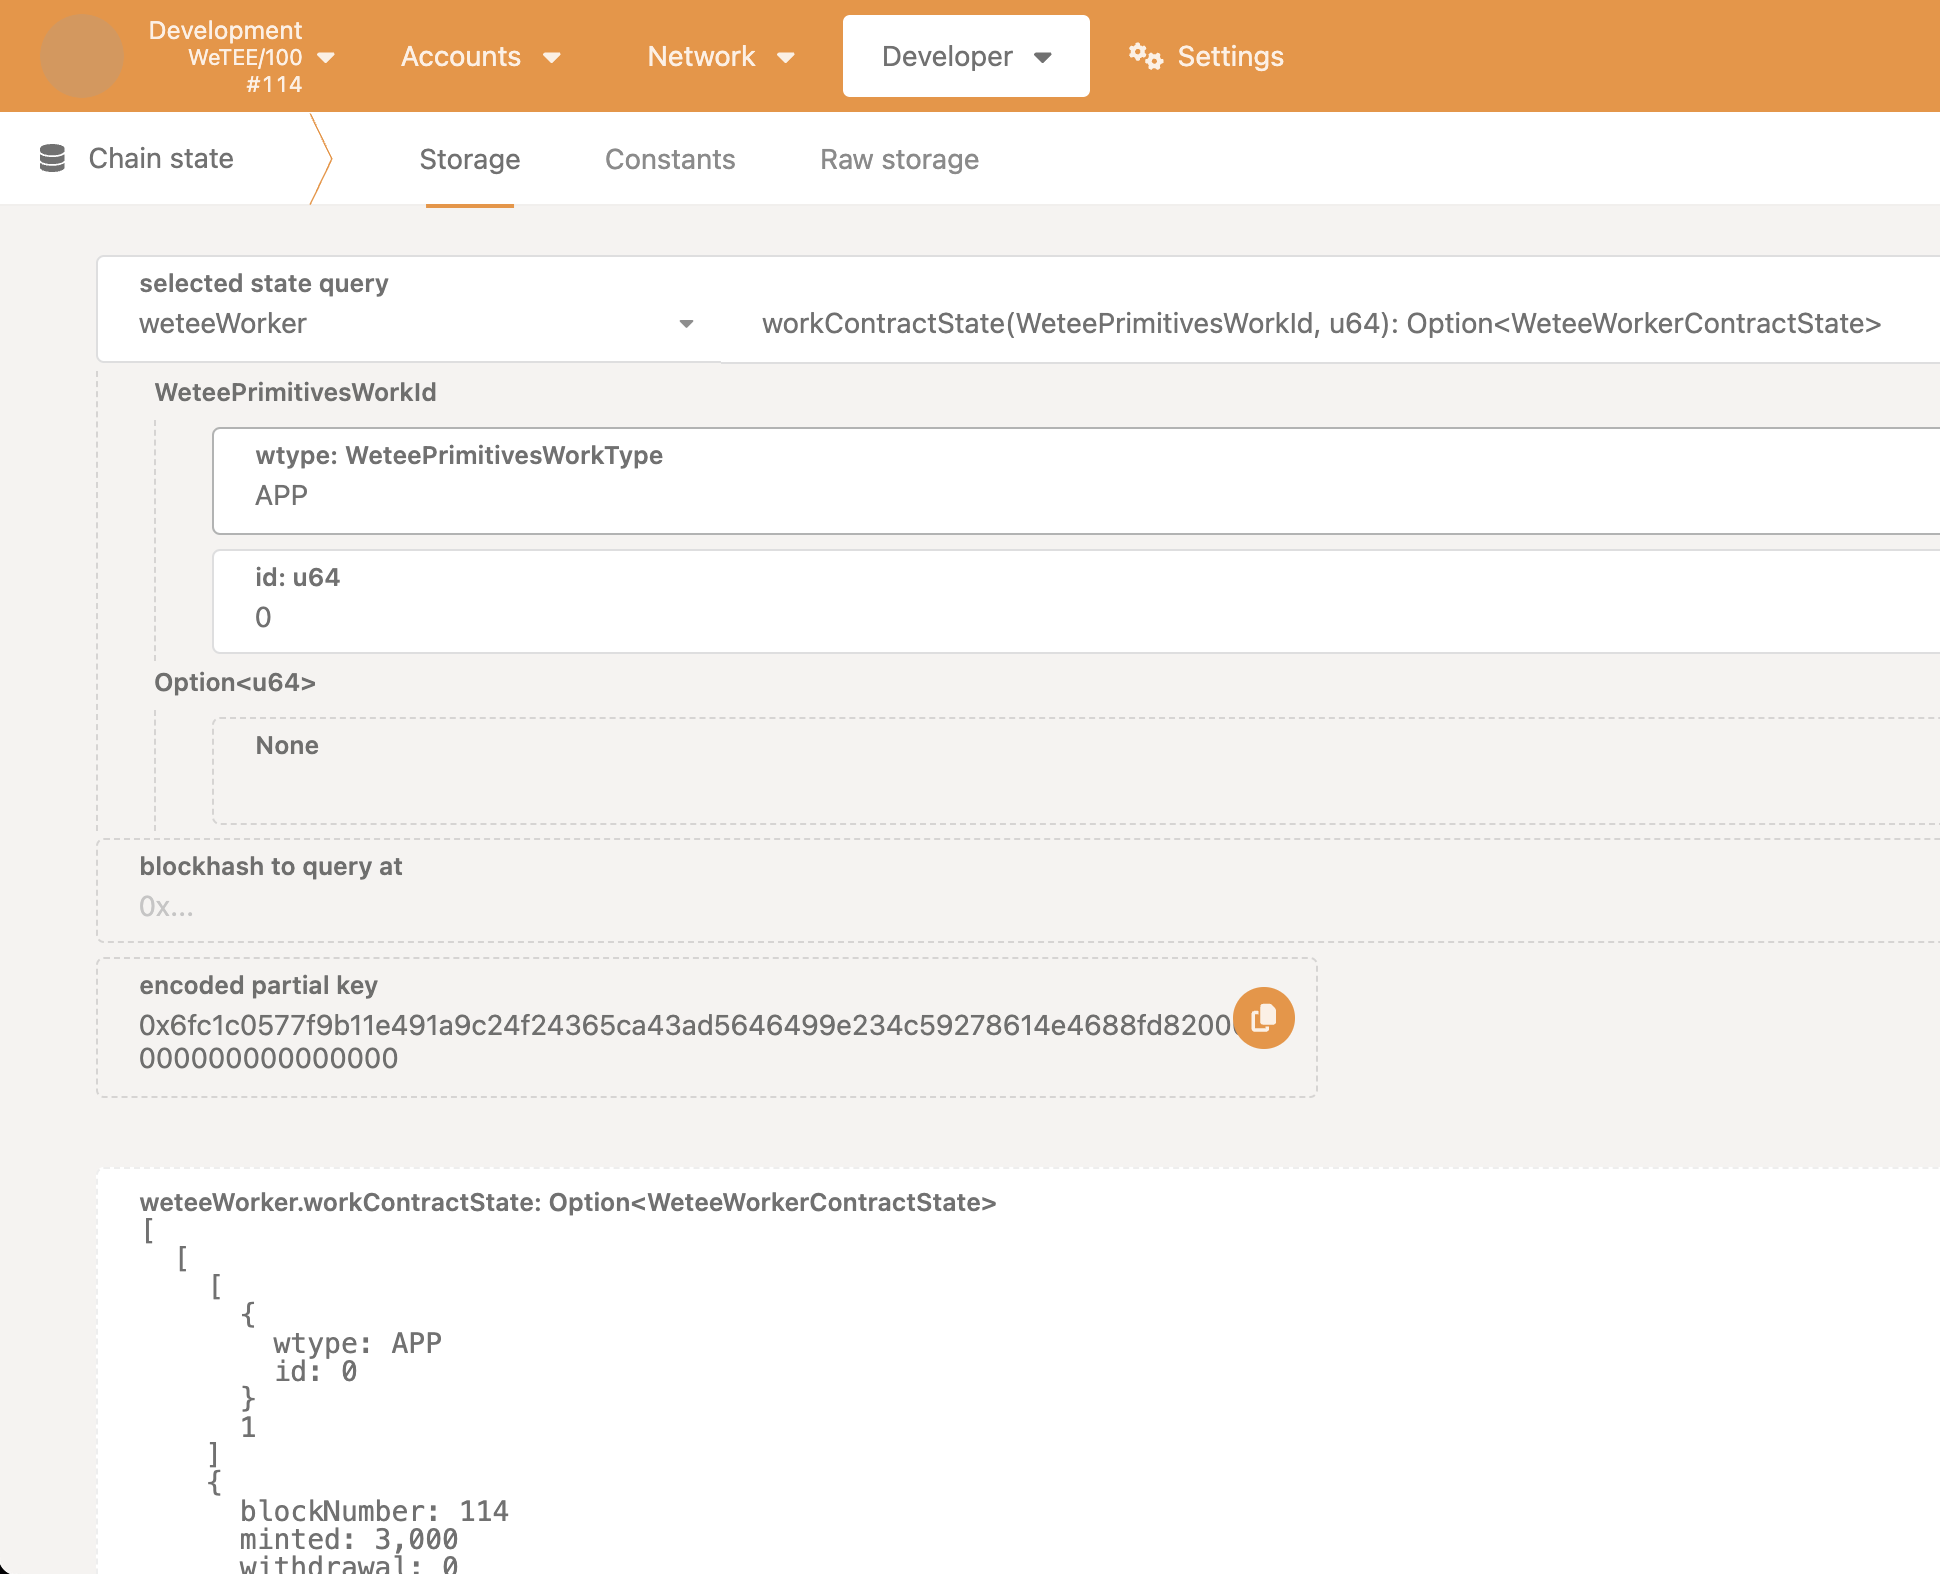 Development
WeTEE/100
#114
Accounts
Network
Developer
Settings
Chain state
Storage
Constants
Raw storage
selected state query
weteeWorker
workContractState(WeteePrimitivesWorkId, u64): Option<WeteeWorkerContractState>
WeteePrimitivesWorkId
wtype: WeteePrimitivesWorkType
APP
id: u64
0
Option<u64>
None
blockhash to query at
0x...
encoded partial key
0x6fc1c0577f9b11e491a9c24f24365ca43ad5646499e234c59278614e4688fd8200
000000000000000
weteeWorker.workContractState: Option<WeteeWorkerContractState>
[
[
[
{
wtype: APP
id: 0
}
1
]
{
blockNumber: 114
minted: 3,000
withdrawal: 0